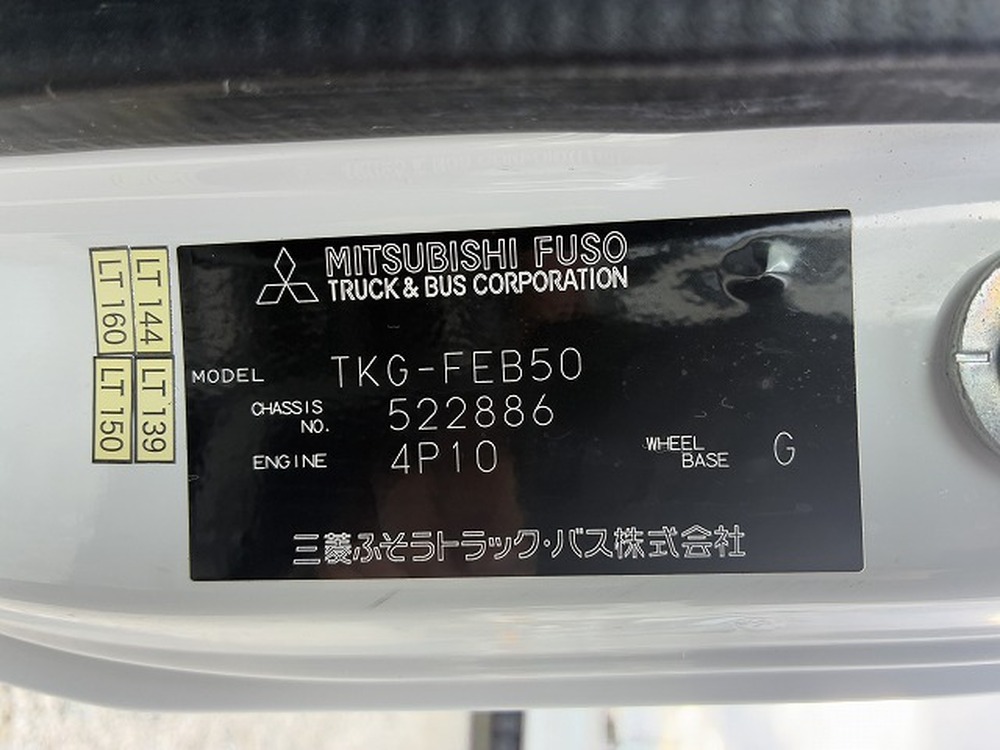 MITSUBISHI FUSO
TRUCK & BUS CORPORATION
MODEL TKG-FEB50
CHASSIS NO. 522886
ENGINE 4P10
WHEEL BASE G
三菱ふそうトラック・バス株式会社
LT 160
LT 144
LT 150
LT 139